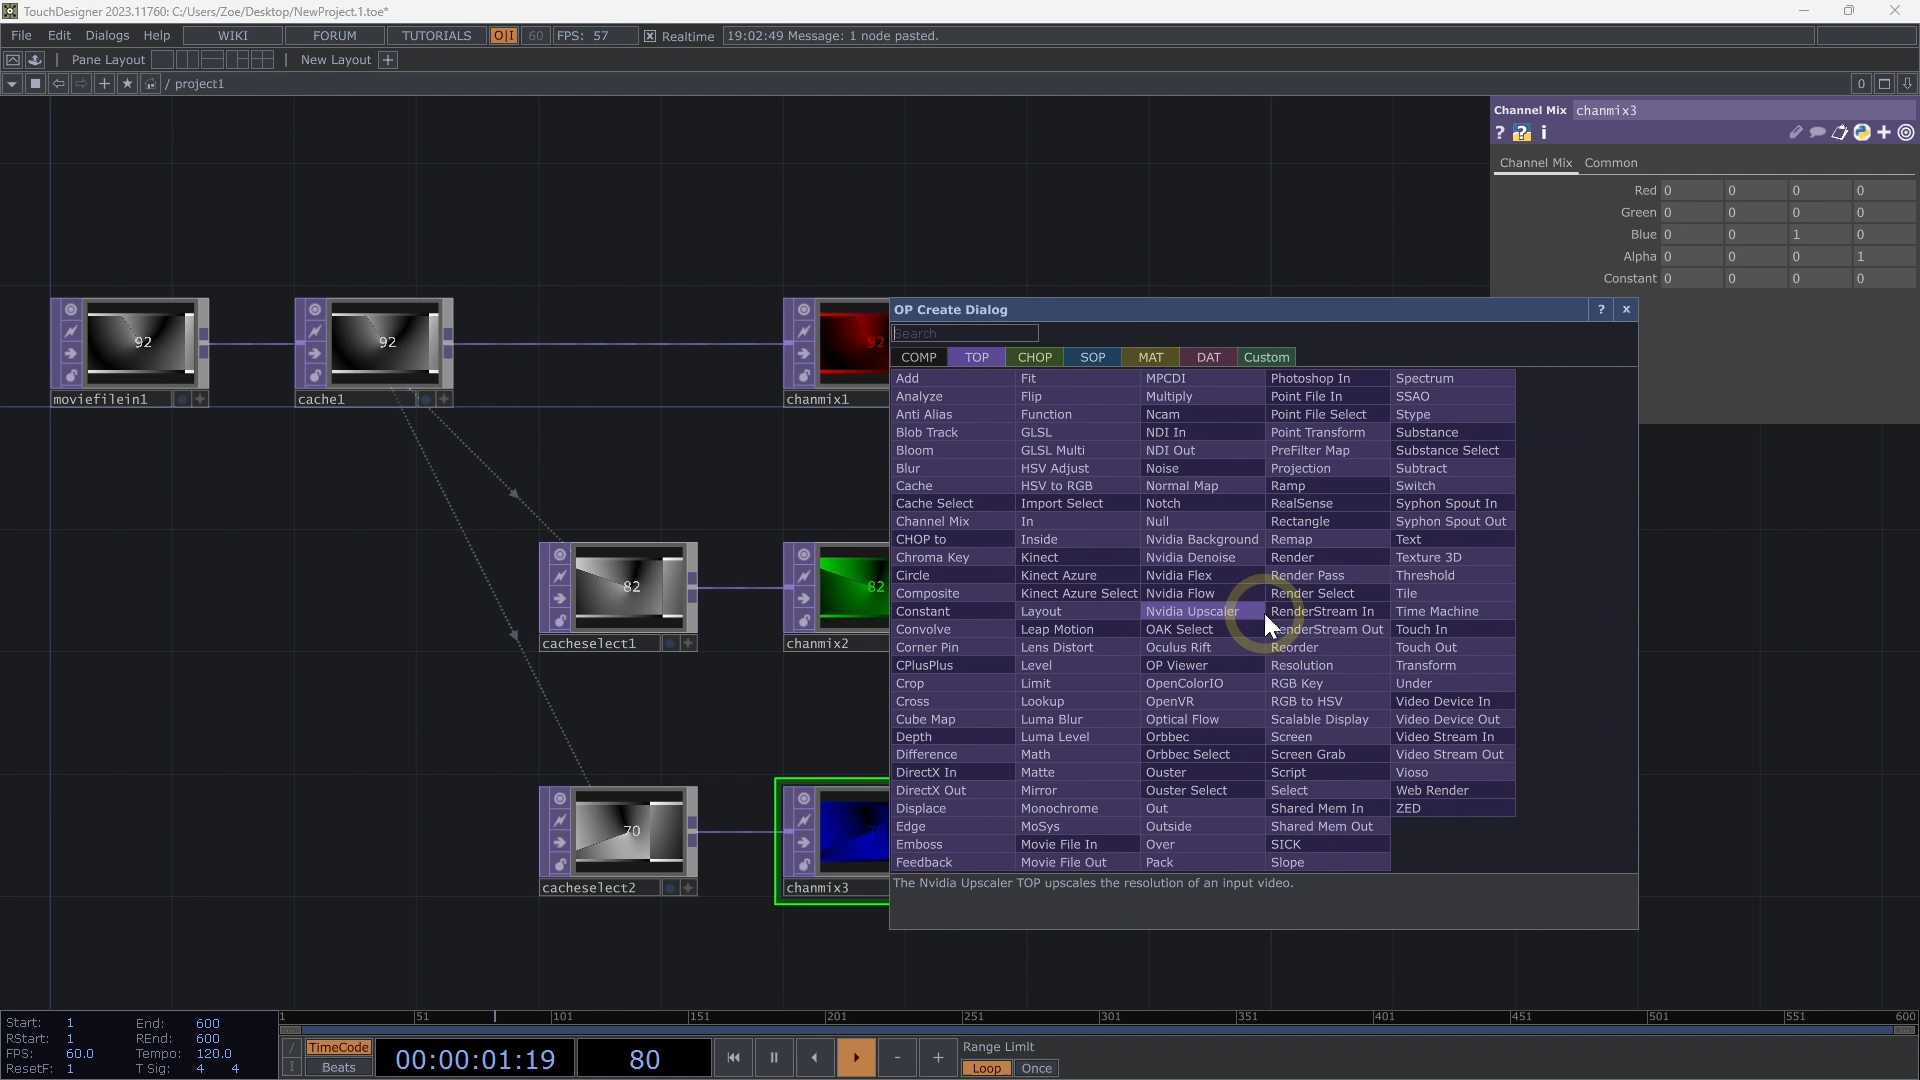 TouchDesigner 2023.11760: C:/Users/Zoe/Desktop/NewProject.1.toe*
File Edit Dialogs Help WIKI FORUM TUTORIALS O|I 60 FPS: 57 Realtime 19:02:49 Message: 1 node pasted.
Pane Layout New Layout +
/ project1 0
Channel Mix chanmix3
? ? i
Channel Mix Common
Red 0 0 0 0
Green 0 0 0 0
Blue 0 0 1 0
Alpha 0 0 0 1
Constant 0 0 0 0
92
moviefilein1
92
cache1
92
chanmix1
82
cacheselect1
82
chanmix2
70
cacheselect2
chanmix3
OP Create Dialog ? x
Search
COMP TOP CHOP SOP MAT DAT Custom
Add Fit MPCDI Photoshop In Spectrum
Analyze Flip Multiply Point File In SSAO
Anti Alias Function Ncam Point File Select Stype
Blob Track GLSL NDI In Point Transform Substance
Bloom GLSL Multi NDI Out PreFilter Map Substance Select
Blur HSV Adjust Noise Projection Subtract
Cache HSV to RGB Normal Map Ramp Switch
Cache Select Import Select Notch RealSense Syphon Spout In
Channel Mix In Null Rectangle Syphon Spout Out
CHOP to Inside Nvidia Background Remap Text
Chroma Key Kinect Nvidia Denoise Render Texture 3D
Circle Kinect Azure Nvidia Flex Render Pass Threshold
Composite Kinect Azure Select Nvidia Flow Render Select Tile
Constant Layout Nvidia Upscaler RenderStream In Time Machine
Convolve Leap Motion OAK Select RenderStream Out Touch In
Corner Pin Lens Distort Oculus Rift Reorder Touch Out
CPlusPlus Level OP Viewer Resolution Transform
Crop Limit OpenColorIO RGB Key Under
Cross Lookup OpenVR RGB to HSV Video Device In
Cube Map Luma Blur Optical Flow Scalable Display Video Device Out
Depth Luma Level Orbbec Screen Video Stream In
Difference Math Orbbec Select Screen Grab Video Stream Out
DirectX In Matte Ouster Script Vioso
DirectX Out Mirror Ouster Select Select Web Render
Displace Monochrome Out Shared Mem In ZED
Edge MoSys Outside Shared Mem Out
Emboss Movie File In Over SICK
Feedback Movie File Out Pack Slope
The Nvidia Upscaler TOP upscales the resolution of an input video.
1 51 101 151 201 251 301 351 401 451 501 551 600
Start: 1 End: 600
RStart: 1 REnd: 600
FPS: 60.0 Tempo: 120.0
ResetF: 1 T Sig: 4 4
/ TimeCode
I Beats
00:00:01:19 80
- +
Range Limit
Loop Once